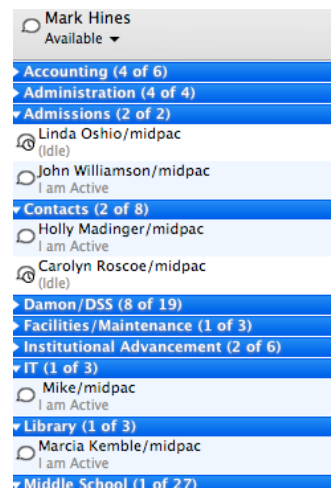 Mark Hines
Available
Accounting (4 of 6)
Administration (4 of 4)
Admissions (2 of 2)
Linda Oshio/midpac
(Idle)
John Williamson/midpac
I am Active
Contacts (2 of 8)
Holly Madinger/midpac
I am Active
Carolyn Roscoe/midpac
(Idle)
Damon/DSS (8 of 19)
Facilities/Maintenance (1 of 3)
Institutional Advancement (2 of 6)
IT (1 of 3)
Mike/midpac
I am Active
Library (1 of 3)
Marcia Kemble/midpac
I am Active
Middle School (1 of 27)